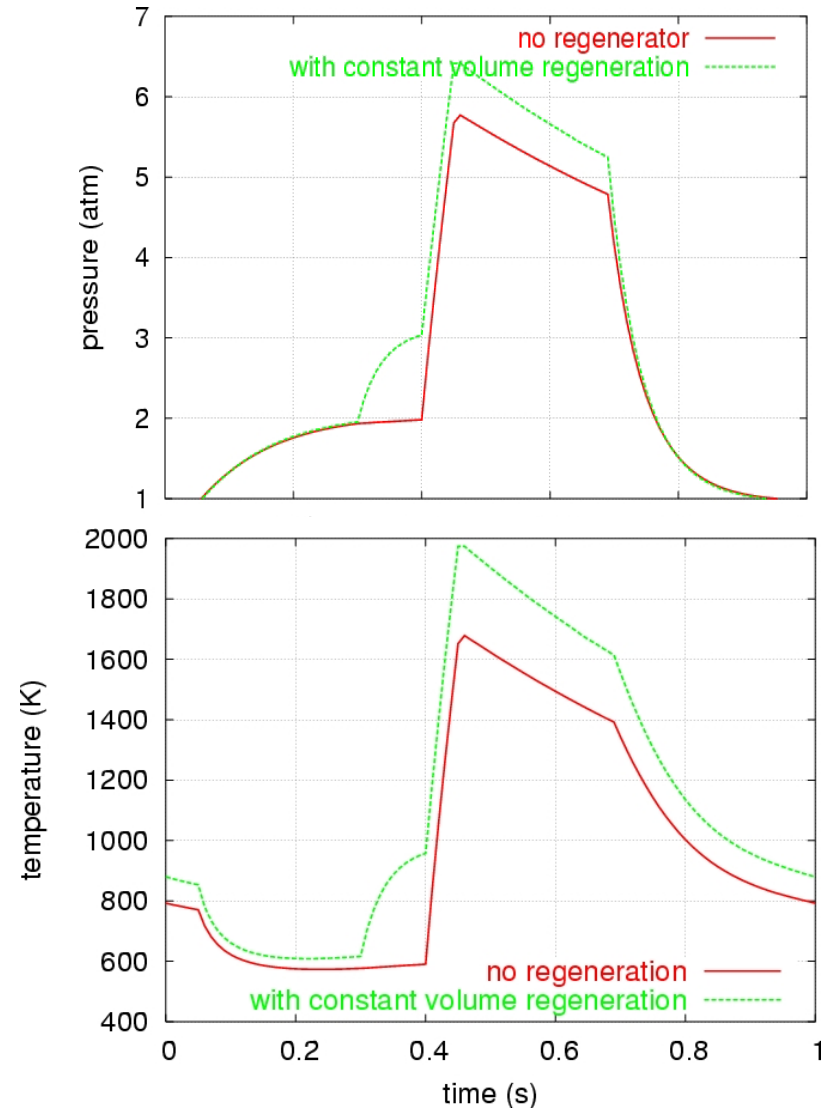 7
no regenerator
with constant volume regeneration
6
5
pressure (atm)
4
3
2
1
2000
1800
1600
1400
temperature (K)
1200
1000
800
600
no regeneration
with constant volume regeneration
400
0 0.2 0.4 0.6 0.8 1
time (s)